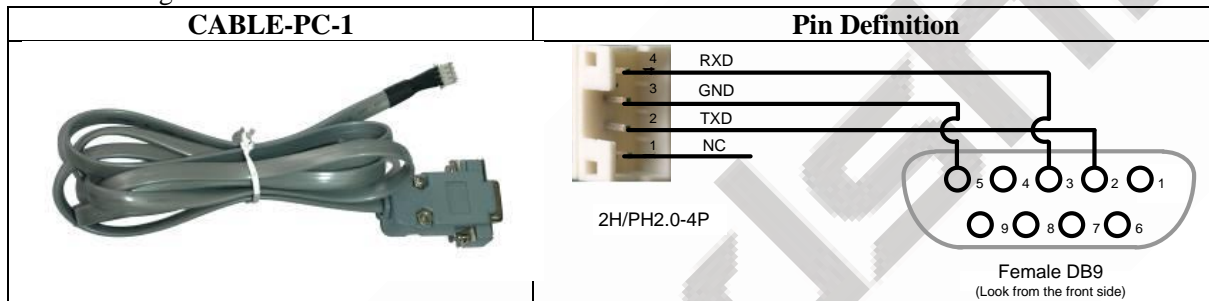 CABLE-PC-1
Pin Definition
4 RXD
3 GND
2 TXD
1 NC
2H/PH2.0-4P
5 4 3 2 1
9 8 7 6
Female DB9
(Look from the front side)